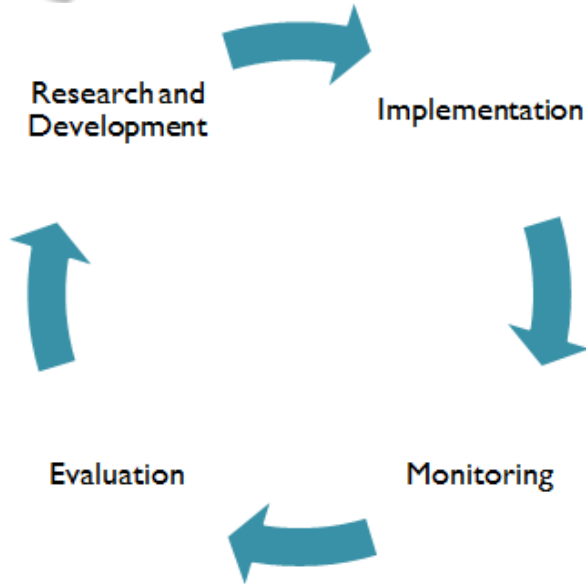 Research and
Development
Implementation
Evaluation
Monitoring